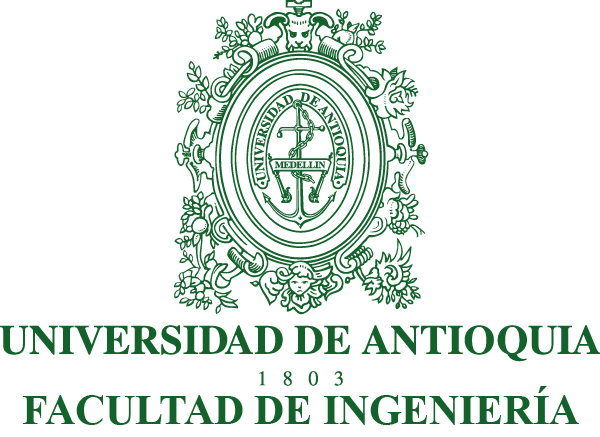 UNIVERSIDAD DE ANTIOQUIA
MEDELLIN
UNIVERSIDAD DE ANTIOQUIA
1803
FACULTAD DE INGENIERÍA